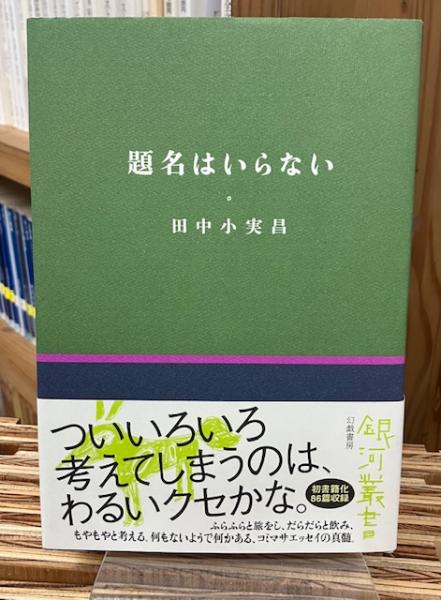 題名はいらない
田中小実昌
ついいろいろ
考えてしまうのは、
わるいクセかな。
初書籍化
86篇収録
ふらふらと旅をし、だらだらと飲み、
もやもやと考える。何もないようで何かある、コミマサエッセイの真髄。
幻戯書房
銀河叢書